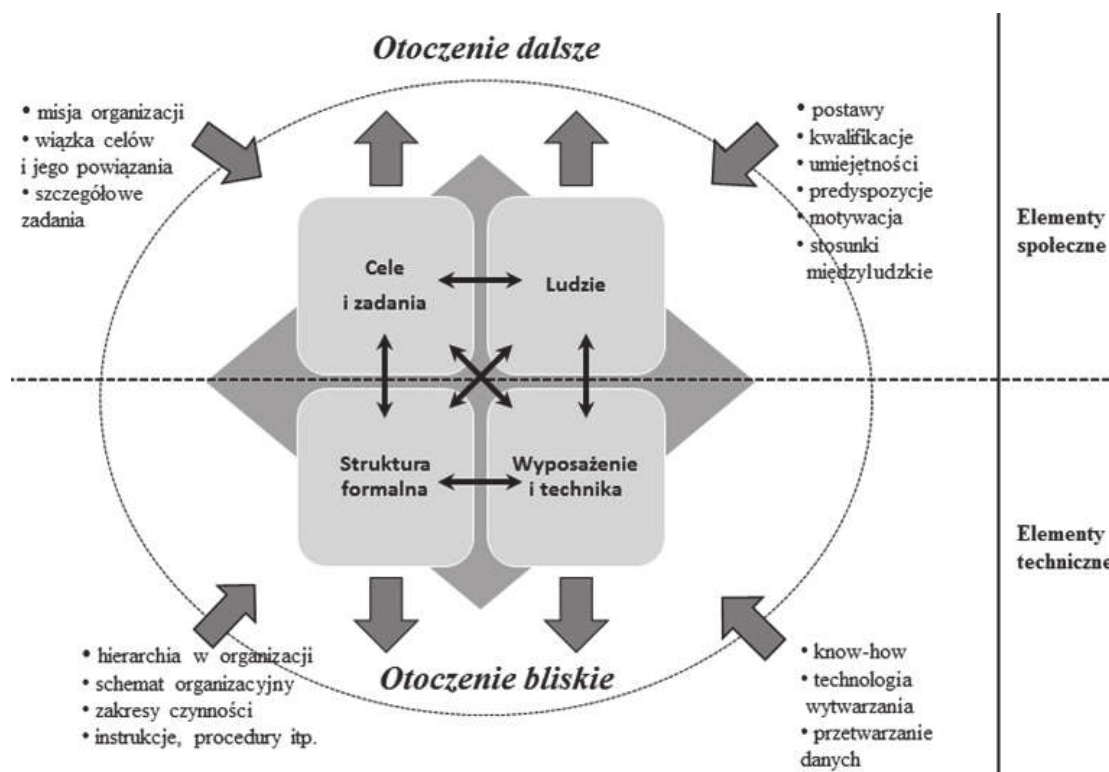 Otoczenie dalsze
• misja organizacji
• wiązka celów
i jego powiązania
• szczegółowe
zadania
• postawy
• kwalifikacje
• umiejętności
• predyspozycje
• motywacja
• stosunki
międzyludzkie
Elementy
społeczne
Cele
i zadania
Ludzie
Struktura
formalna
Wyposażenie
i technika
Elementy
techniczne
• hierarchia w organizacji
• schemat organizacyjny
• zakresy czynności
• instrukcje, procedury itp.
Otoczenie bliskie
• know-how
• technologia
wytwarzania
• przetwarzanie
danych